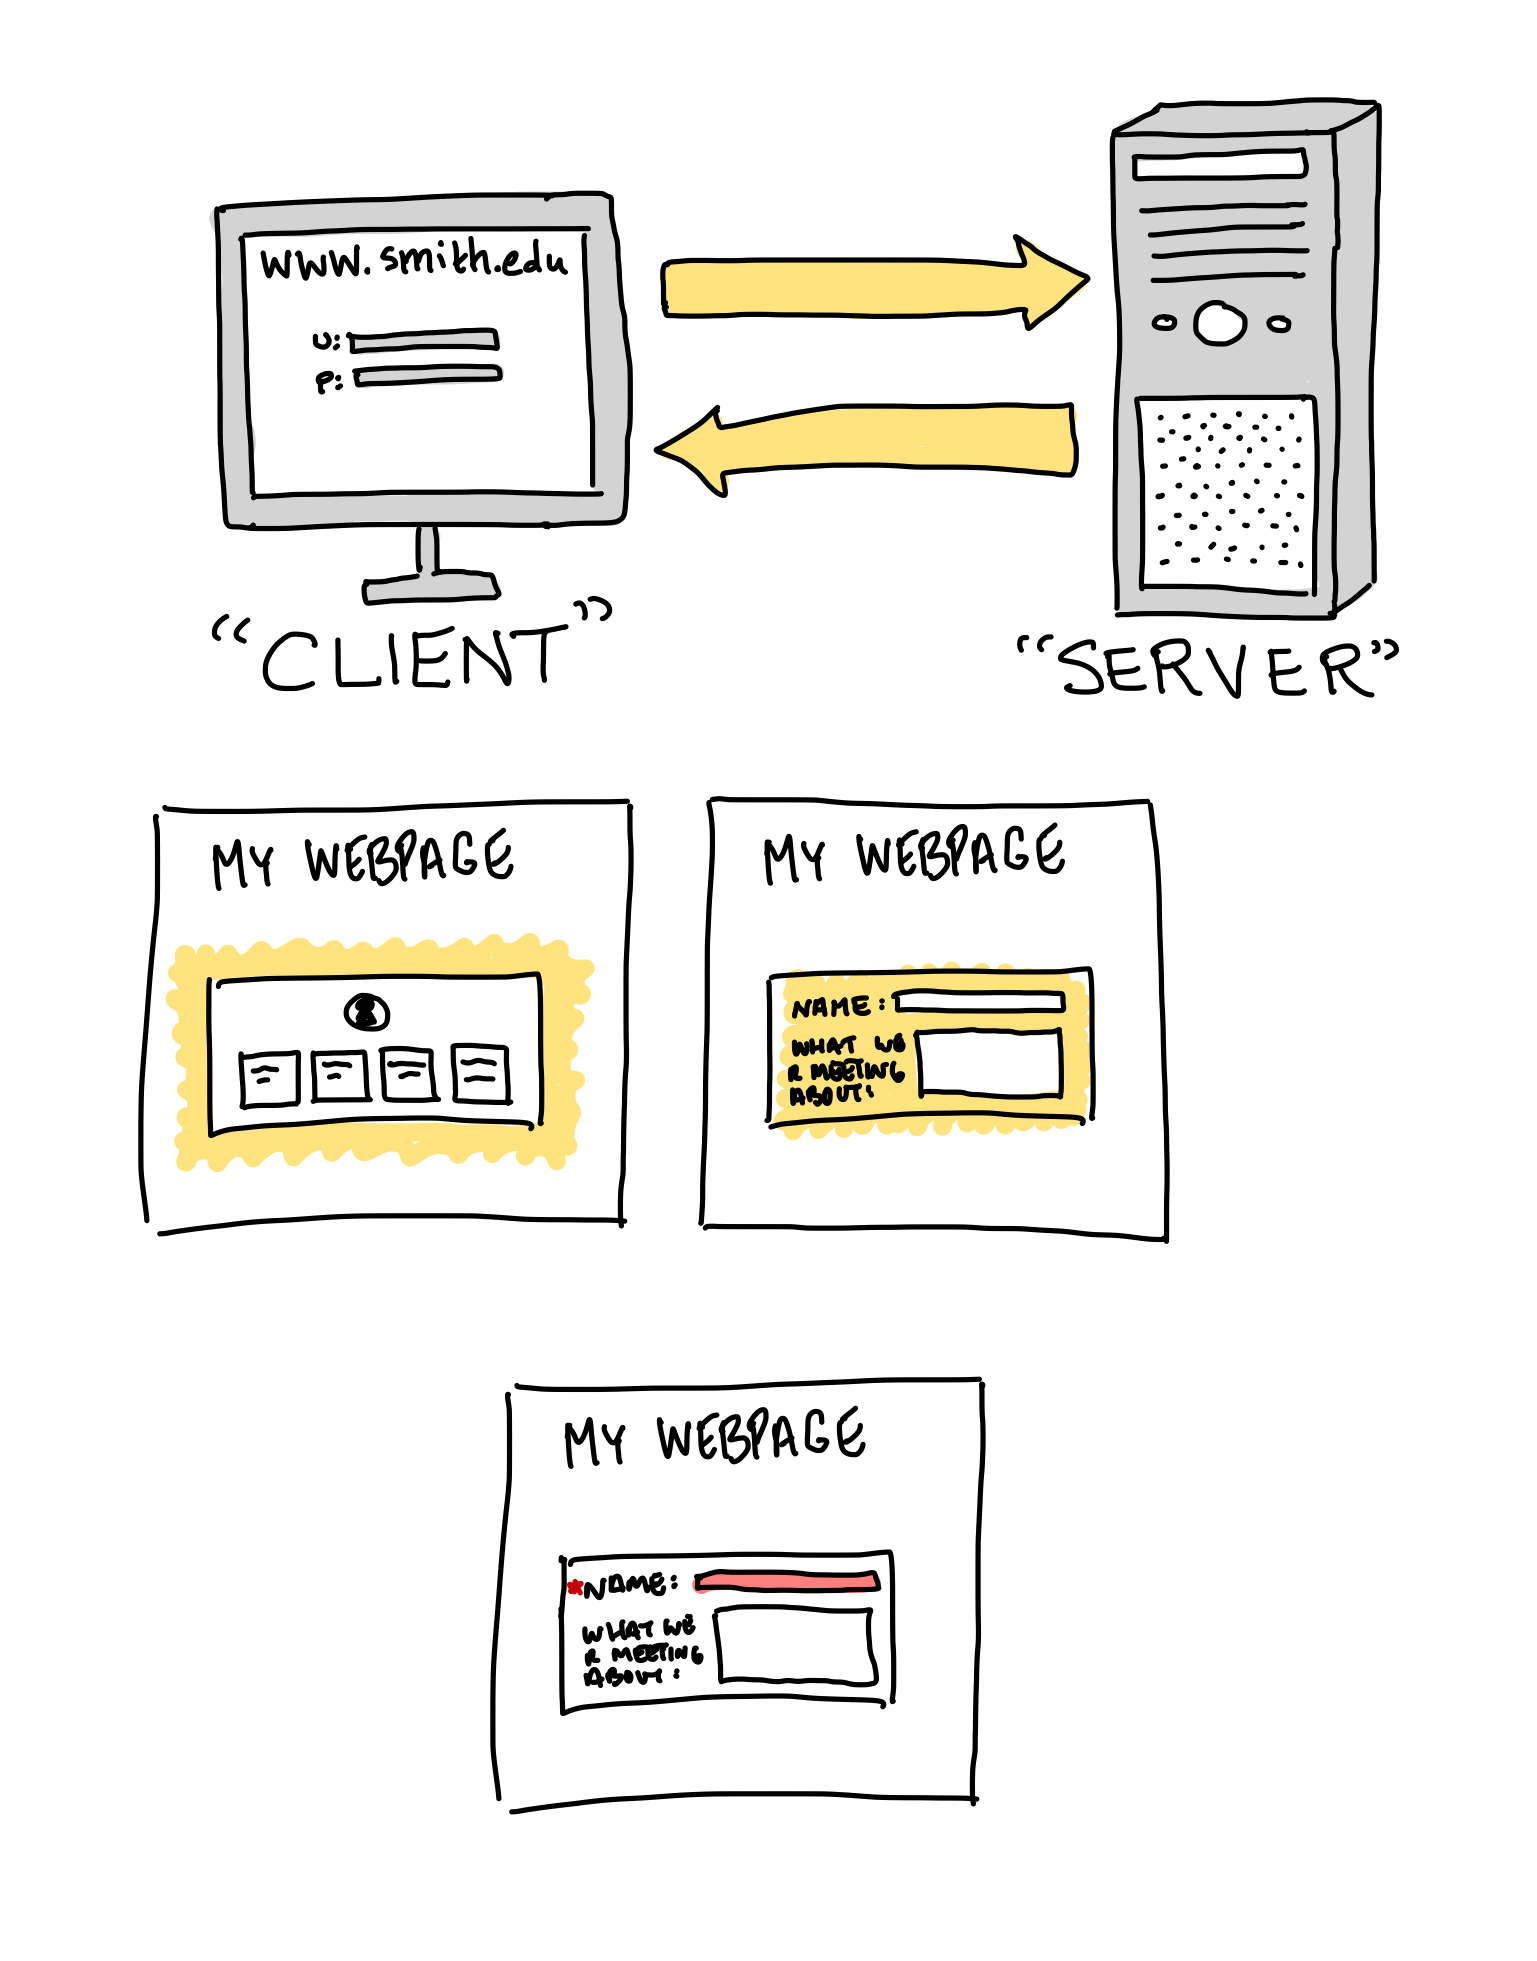 www.smith.edu
U:
P:
"CLIENT"
"SERVER"
MY WEBPAGE
MY WEBPAGE
NAME:
WHAT WE
R MEETING
ABOUT:
MY WEBPAGE
*NAME:
WHAT WE
R MEETING
ABOUT: